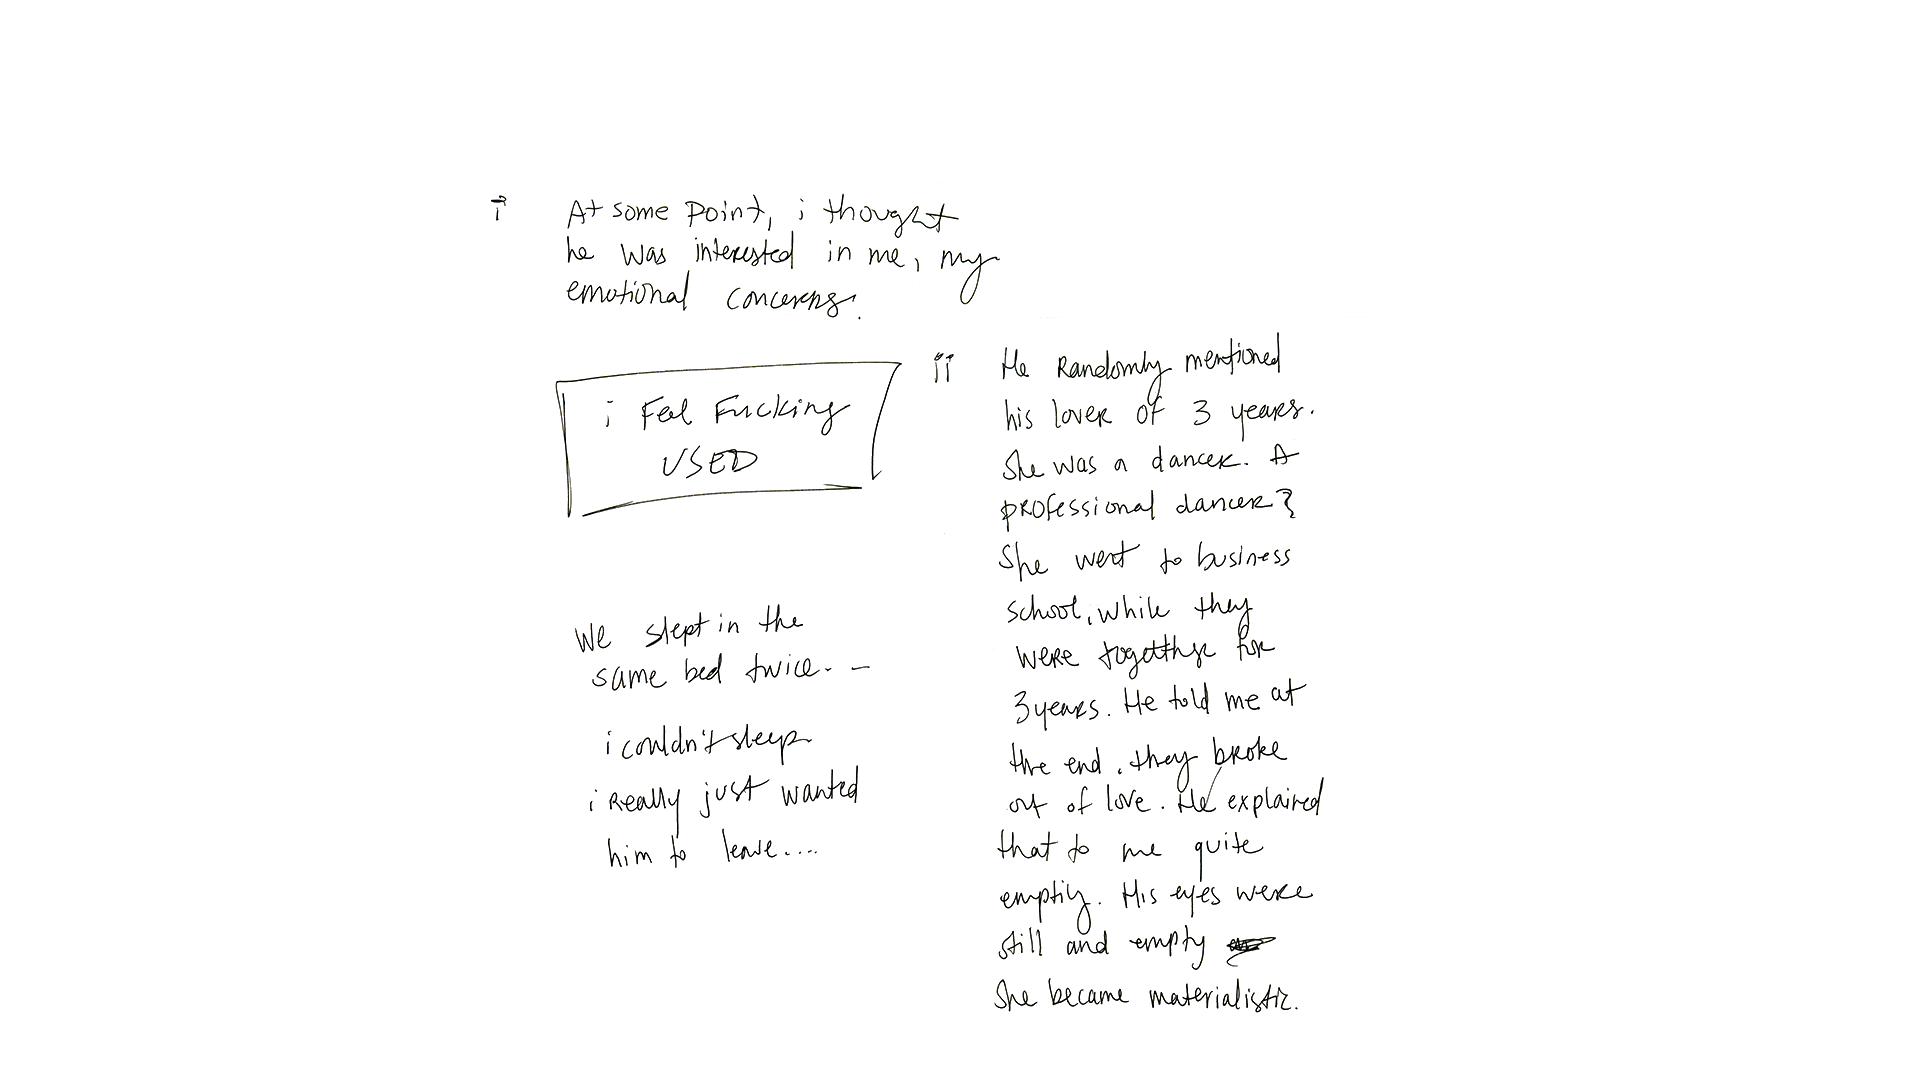 i
At some point, i thought
he was interested in me, my
emotional concerns.
i Feel Fucking
USED
We slept in the
same bed twice. –
i couldn't sleep
i Really just wanted
him to leave....
ii
He Randomly mentioned
his lover of 3 years.
She was a dancer. A
professional dancer?
She went to business
school, while they
were together for
3 years. He told me at
the end, they broke
out of love. He explained
that to me quite
emptily. His eyes were
still and empty
She became materialistic.